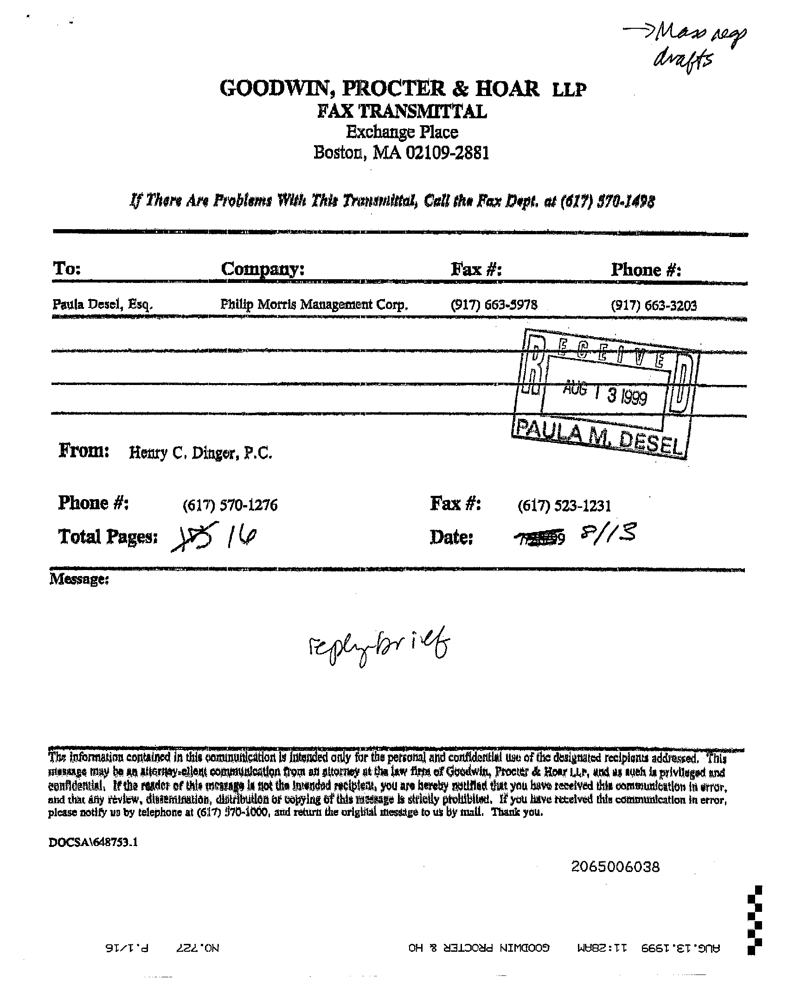 → Mass regs
drafts
GOODWIN, PROCTER & HOAR LLP
FAX TRANSMITTAL
Exchange Place
Boston, MA 02109-2881
If There Are Problems With This Transmittal, Call the Fax Dept. at (617) 570-1498
To: Company: Fax #: Phone #:
Paula Desel, Esq. Philip Morris Management Corp. (917) 663-5978 (917) 663-3203
RECEIVED
AUG 13 1999
PAULA M. DESEL
From: Henry C. Dinger, P.C.
Phone #: (617) 570-1276 Fax #: (617) 523-1231
Total Pages: 16 Date: 8/13
Message:
reply brief
The information contained in this communication is intended only for the personal and confidential use of the designated recipients addressed. This
message may be an attorney-client communication from an attorney at the law firm of Goodwin, Procter & Hoar LLP, and as such is privileged and
confidential. If the reader of this message is not the intended recipient, you are hereby notified that you have received this communication in error,
and that any review, dissemination, distribution or copying of this message is strictly prohibited. If you have received this communication in error,
please notify us by telephone at (617) 570-1000, and return the original message to us by mail. Thank you.
DOCSA\648753.1
2065006038
AUG.13.1999 11:28AM GOODWIN PROCTER & HO NO.727 P.1/16